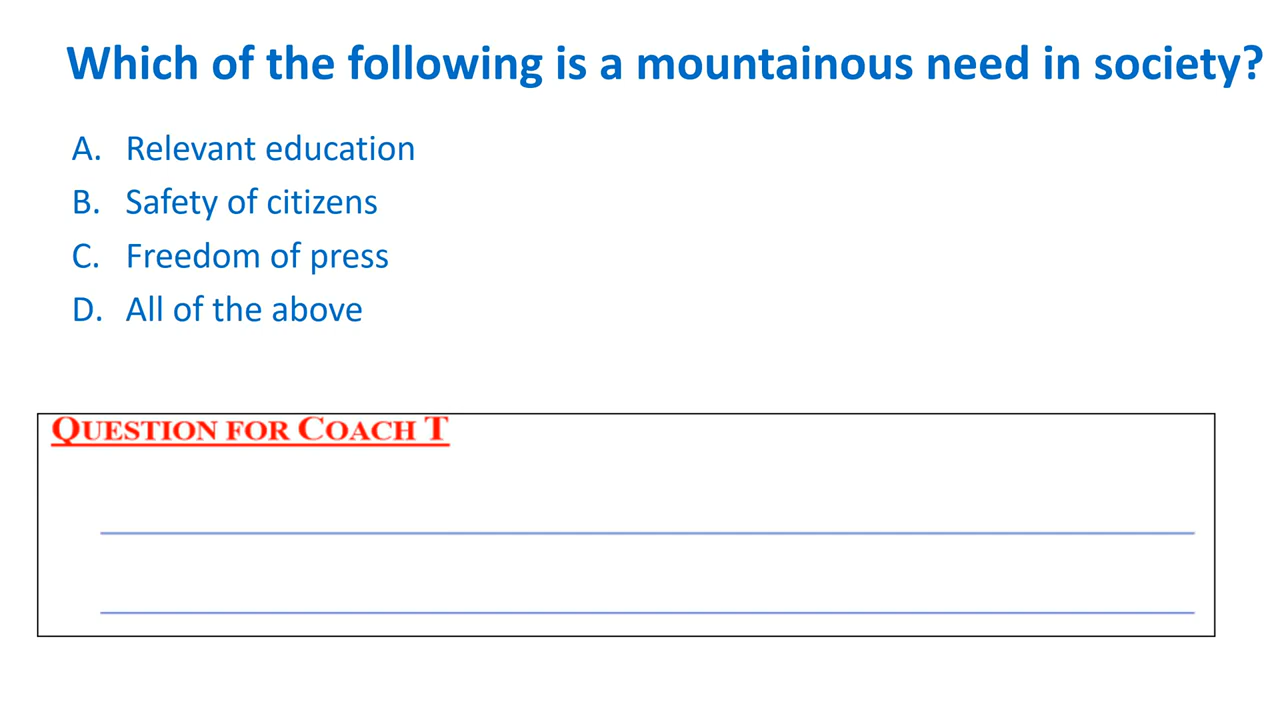 Which of the following is a mountainous need in society?
A. Relevant education
B. Safety of citizens
C. Freedom of press
D. All of the above
QUESTION FOR COACH T